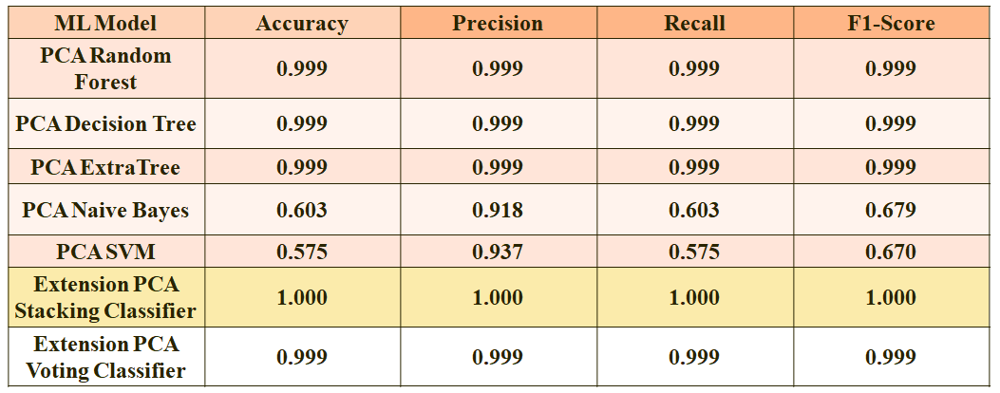 ML Model Accuracy Precision Recall F1-Score
PCA Random
Forest
0.999 0.999 0.999 0.999
PCA Decision Tree 0.999 0.999 0.999 0.999
PCA ExtraTree 0.999 0.999 0.999 0.999
PCA Naive Bayes 0.603 0.918 0.603 0.679
PCA SVM 0.575 0.937 0.575 0.670
Extension PCA
Stacking Classifier
1.000 1.000 1.000 1.000
Extension PCA
Voting Classifier
0.999 0.999 0.999 0.999